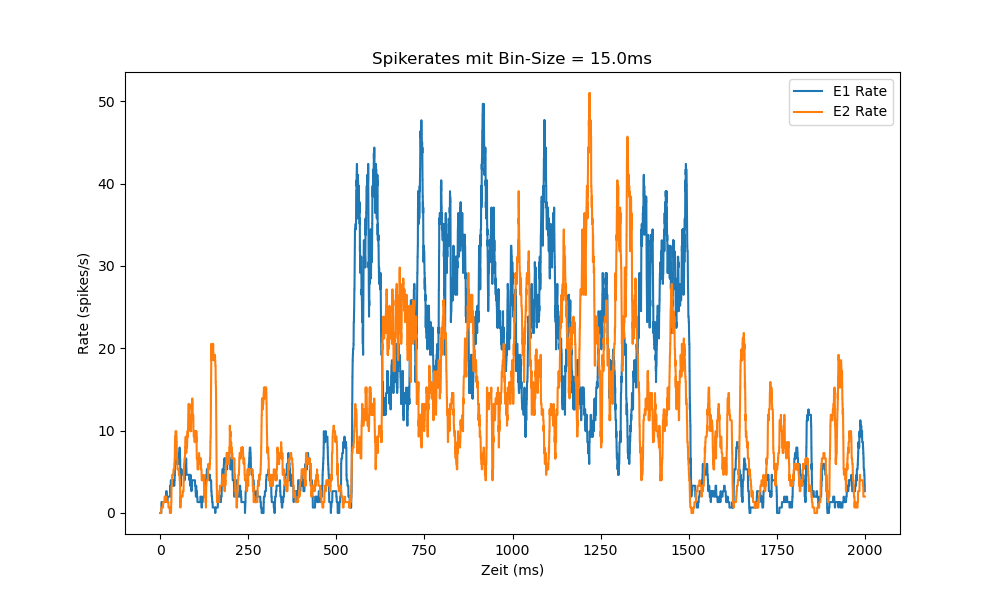 Spikerates mit Bin-Size = 15.0ms
E1 Rate
E2 Rate
50
40
30
20
10
0
Rate (spikes/s)
0 250 500 750 1000 1250 1500 1750 2000
Zeit (ms)